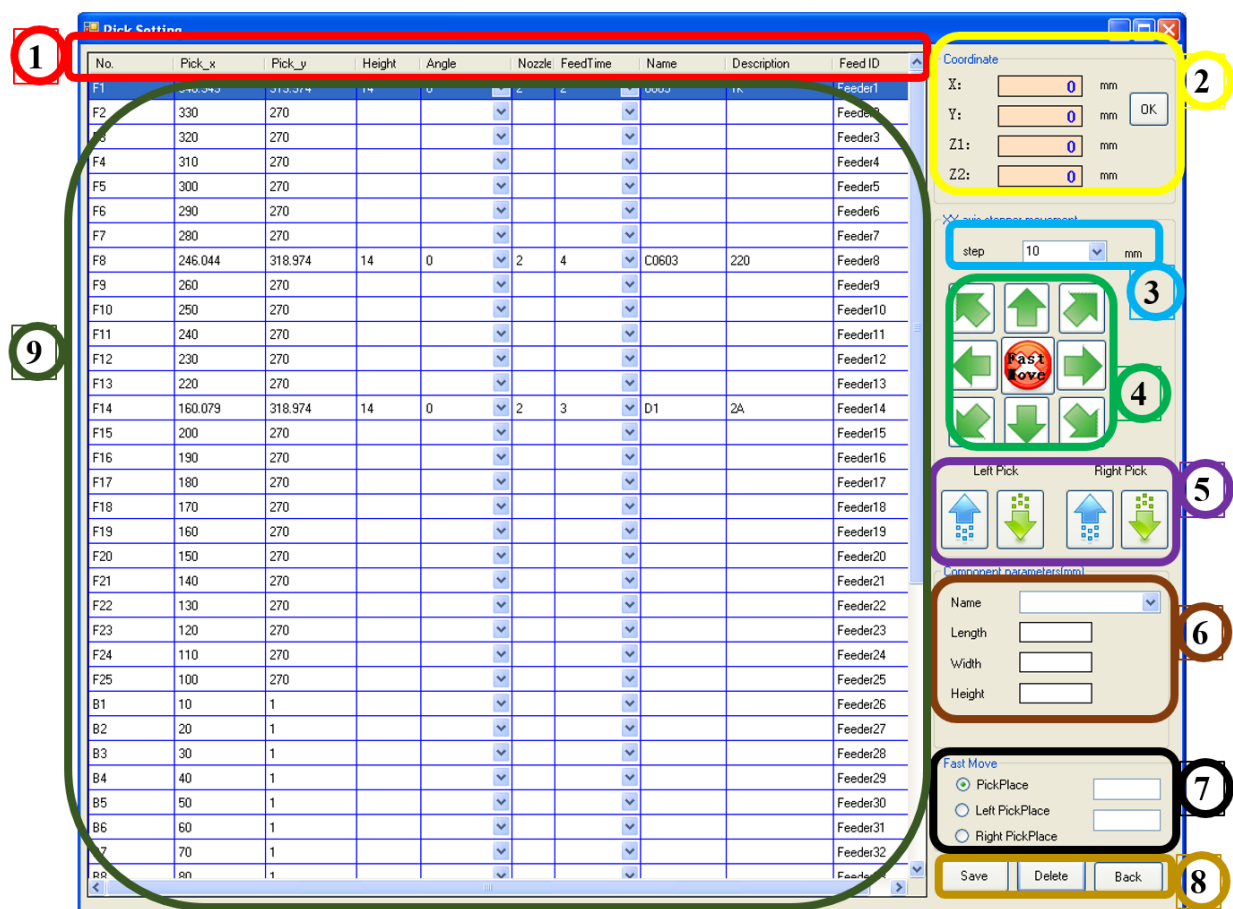 Pick Setting
1
No. Pick_x Pick_y Height Angle Nozzle FeedTime Name Description Feed ID
F1 14 0 2 2 0603 1K Feeder1
F2 330 270
F3 320 270 Feeder3
F4 310 270 Feeder4
F5 300 270 Feeder5
F6 290 270 Feeder6
F7 280 270 Feeder7
F8 246.044 318.974 14 0 2 4 C0603 220 Feeder8
F9 260 270 Feeder9
F10 250 270 Feeder10
F11 240 270 Feeder11
F12 230 270 Feeder12
F13 220 270 Feeder13
F14 160.079 318.974 14 0 2 3 D1 2A Feeder14
F15 200 270 Feeder15
F16 190 270 Feeder16
F17 180 270 Feeder17
F18 170 270 Feeder18
F19 160 270 Feeder19
F20 150 270 Feeder20
F21 140 270 Feeder21
F22 130 270 Feeder22
F23 120 270 Feeder23
F24 110 270 Feeder24
F25 100 270 Feeder25
B1 10 1 Feeder26
B2 20 1 Feeder27
B3 30 1 Feeder28
B4 40 1 Feeder29
B5 50 1 Feeder30
B6 60 1 Feeder31
B7 70 1 Feeder32
B8 80 1
9
Coordinate
X: 0 mm
Y: 0 mm
OK
Z1: 0 mm
Z2: 0 mm
2
XY axis stepper movement
step 10 mm
3
Fast
Move
4
Left Pick Right Pick
5
Component parameters(mm)
Name
Length
Width
Height
6
Fast Move
PickPlace
Left PickPlace
Right PickPlace
7
Save Delete Back
8